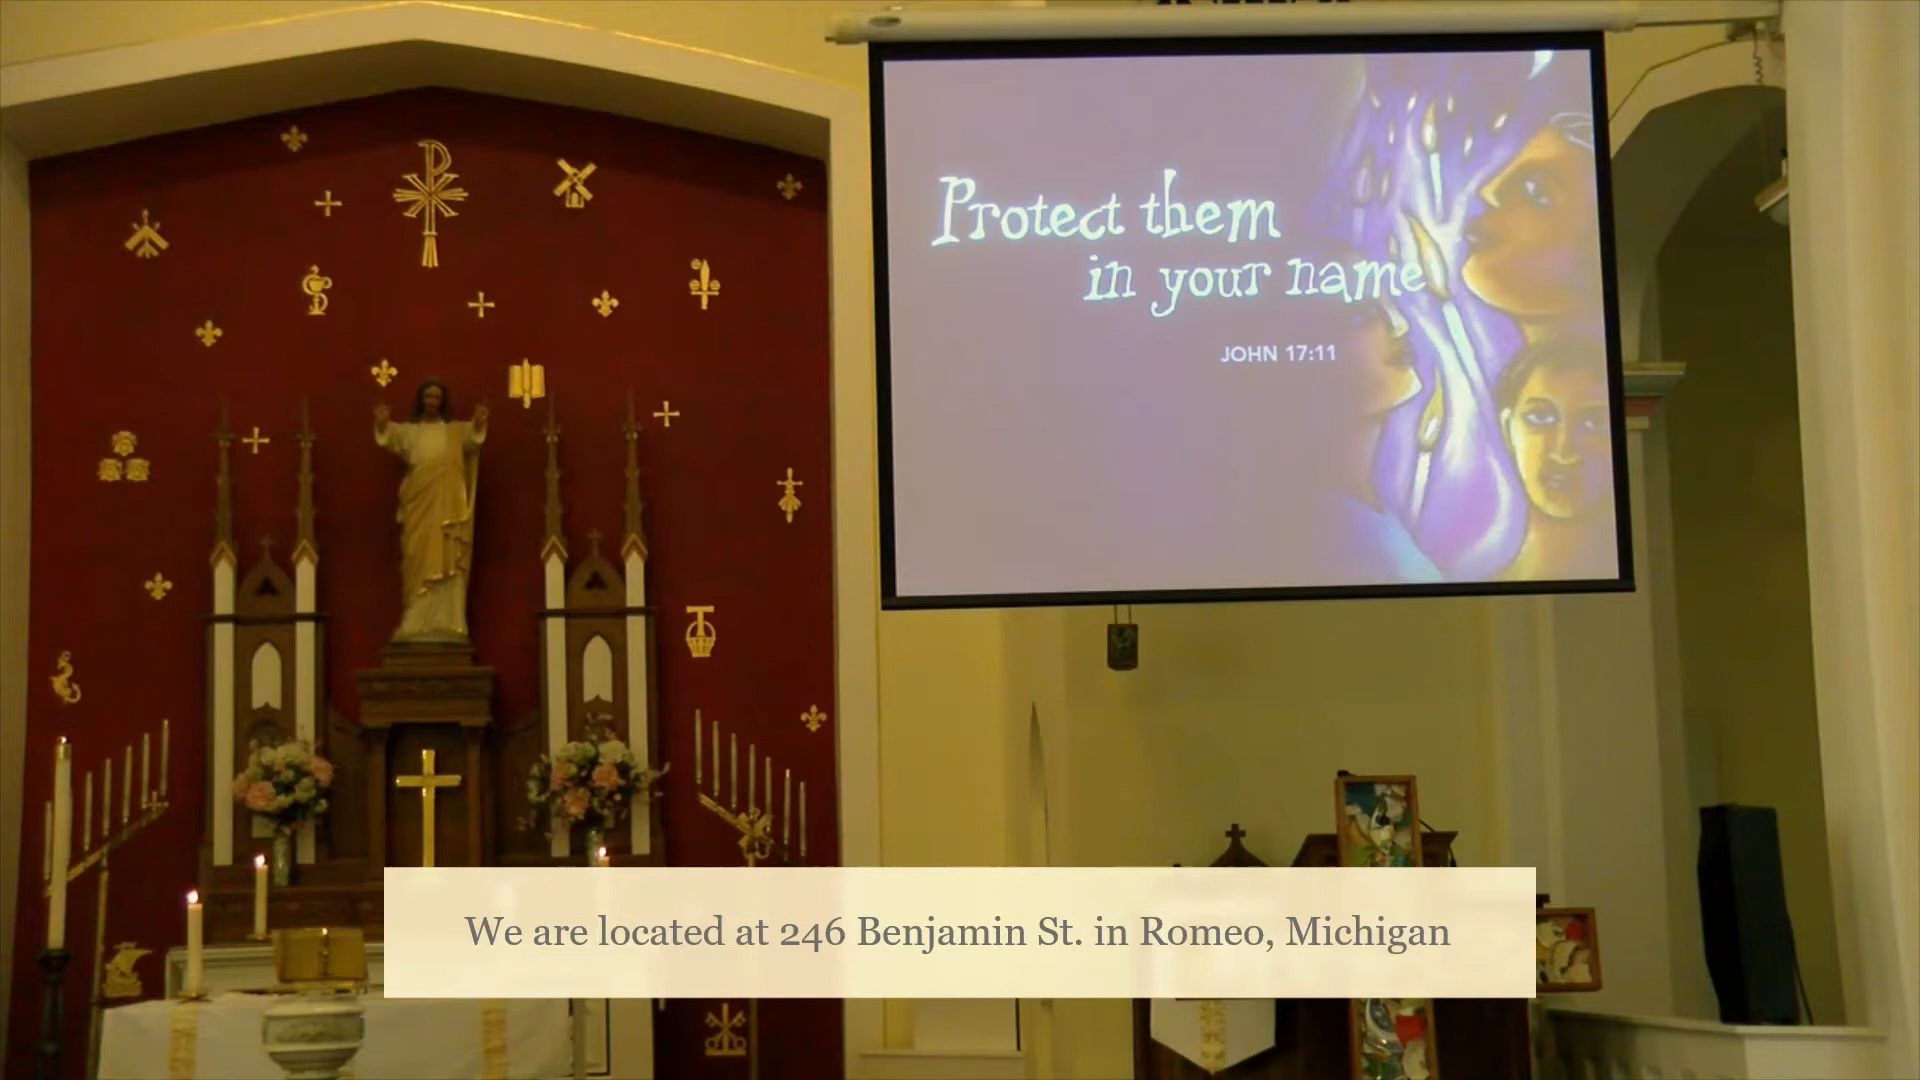 Protect them
in your name
JOHN 17:11
We are located at 246 Benjamin St. in Romeo, Michigan